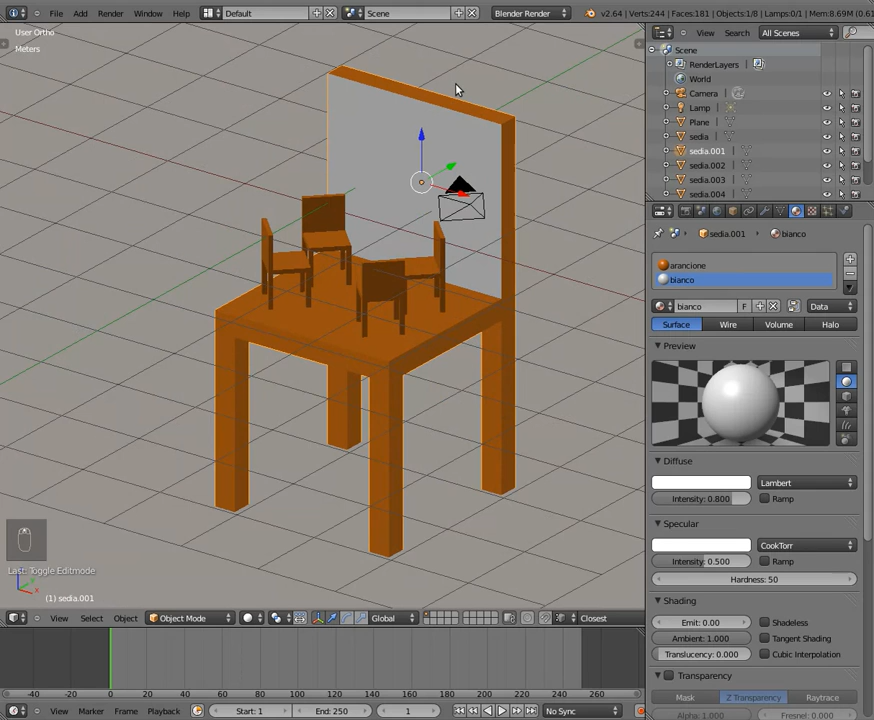 File Add Render Window Help Default Scene Blender Render v2.64 | Verts:244 | Faces:181 | Objects:1/8 | Lamps:0/1 | Mem:8.69M (0.61
User Ortho
Meters
View Search All Scenes
Scene
RenderLayers
World
Camera
Lamp
Plane
sedia
sedia.001
sedia.002
sedia.003
sedia.004
sedia.001 bianco
arancione
bianco
bianco F Data
Surface Wire Volume Halo
Preview
Diffuse
Lambert
Intensity: 0.800 Ramp
Specular
CookTorr
Intensity: 0.500 Ramp
Hardness: 50
Shading
Emit: 0.00 Shadeless
Ambient: 1.000 Tangent Shading
Translucency: 0.000 Cubic Interpolation
Transparency
Mask Z Transparency Raytrace
Alpha: 1.000 Fresnel: 0.000
Last: Toggle Editmode
z y x
(1) sedia.001
View Select Object Object Mode Global Closest
-40 -20 0 20 40 60 80 100 120 140 160 180 200 220 240 260
View Marker Frame Playback Start: 1 End: 250 1 No Sync